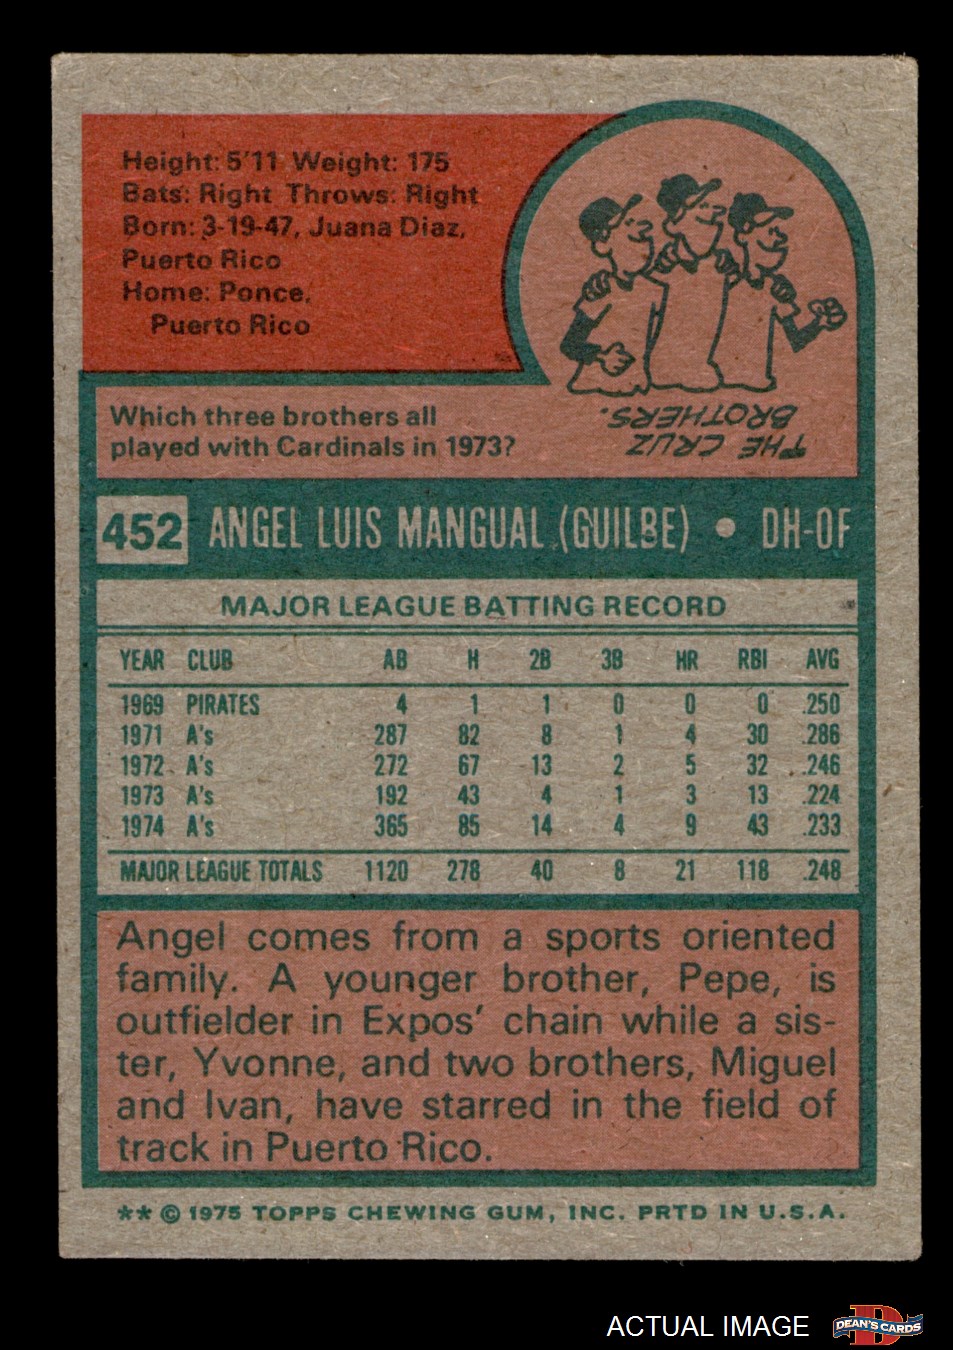 Height: 5'11 Weight: 175
Bats: Right Throws: Right
Born: 3-19-47, Juana Diaz,
Puerto Rico
Home: Ponce,
Puerto Rico
Which three brothers all
played with Cardinals in 1973?
THE CRUZ
BROTHERS.
452 ANGEL LUIS MANGUAL (GUILBE) • DH-OF
MAJOR LEAGUE BATTING RECORD
YEAR CLUB AB H 2B 3B HR RBI AVG
1969 PIRATES 4 1 1 0 0 0 .250
1971 A's 287 82 8 1 4 30 .286
1972 A's 272 67 13 2 5 32 .246
1973 A's 192 43 4 1 3 13 .224
1974 A's 365 85 14 4 9 43 .233
MAJOR LEAGUE TOTALS 1120 278 40 8 21 118 .248
Angel comes from a sports oriented
family. A younger brother, Pepe, is
outfielder in Expos' chain while a sis-
ter, Yvonne, and two brothers, Miguel
and Ivan, have starred in the field of
track in Puerto Rico.
** © 1975 TOPPS CHEWING GUM, INC. PRTD IN U.S.A.
ACTUAL IMAGE
D
DEAN'S CARDS